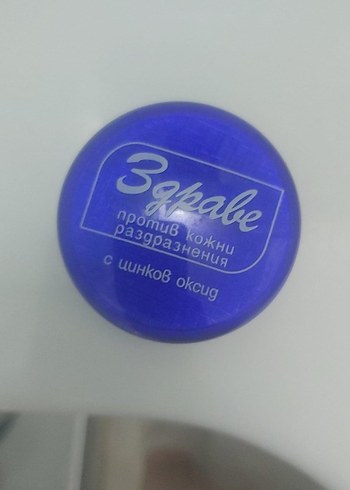 Здраве
против кожни
раздразнения
с цинков оксид